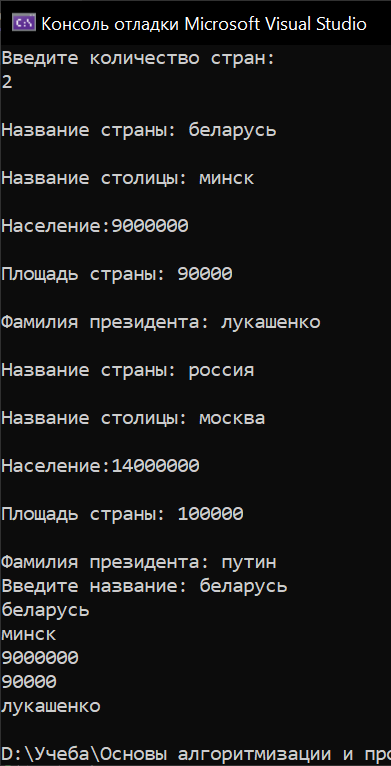 Консоль отладки Microsoft Visual Studio
Введите количество стран:
2
Название страны: беларусь
Название столицы: минск
Население:9000000
Площадь страны: 90000
Фамилия президента: лукашенко
Название страны: россия
Название столицы: москва
Население:14000000
Площадь страны: 100000
Фамилия президента: путин
Введите название: беларусь
беларусь
минск
9000000
90000
лукашенко
D:\Учеба\Основы алгоритмизации и про